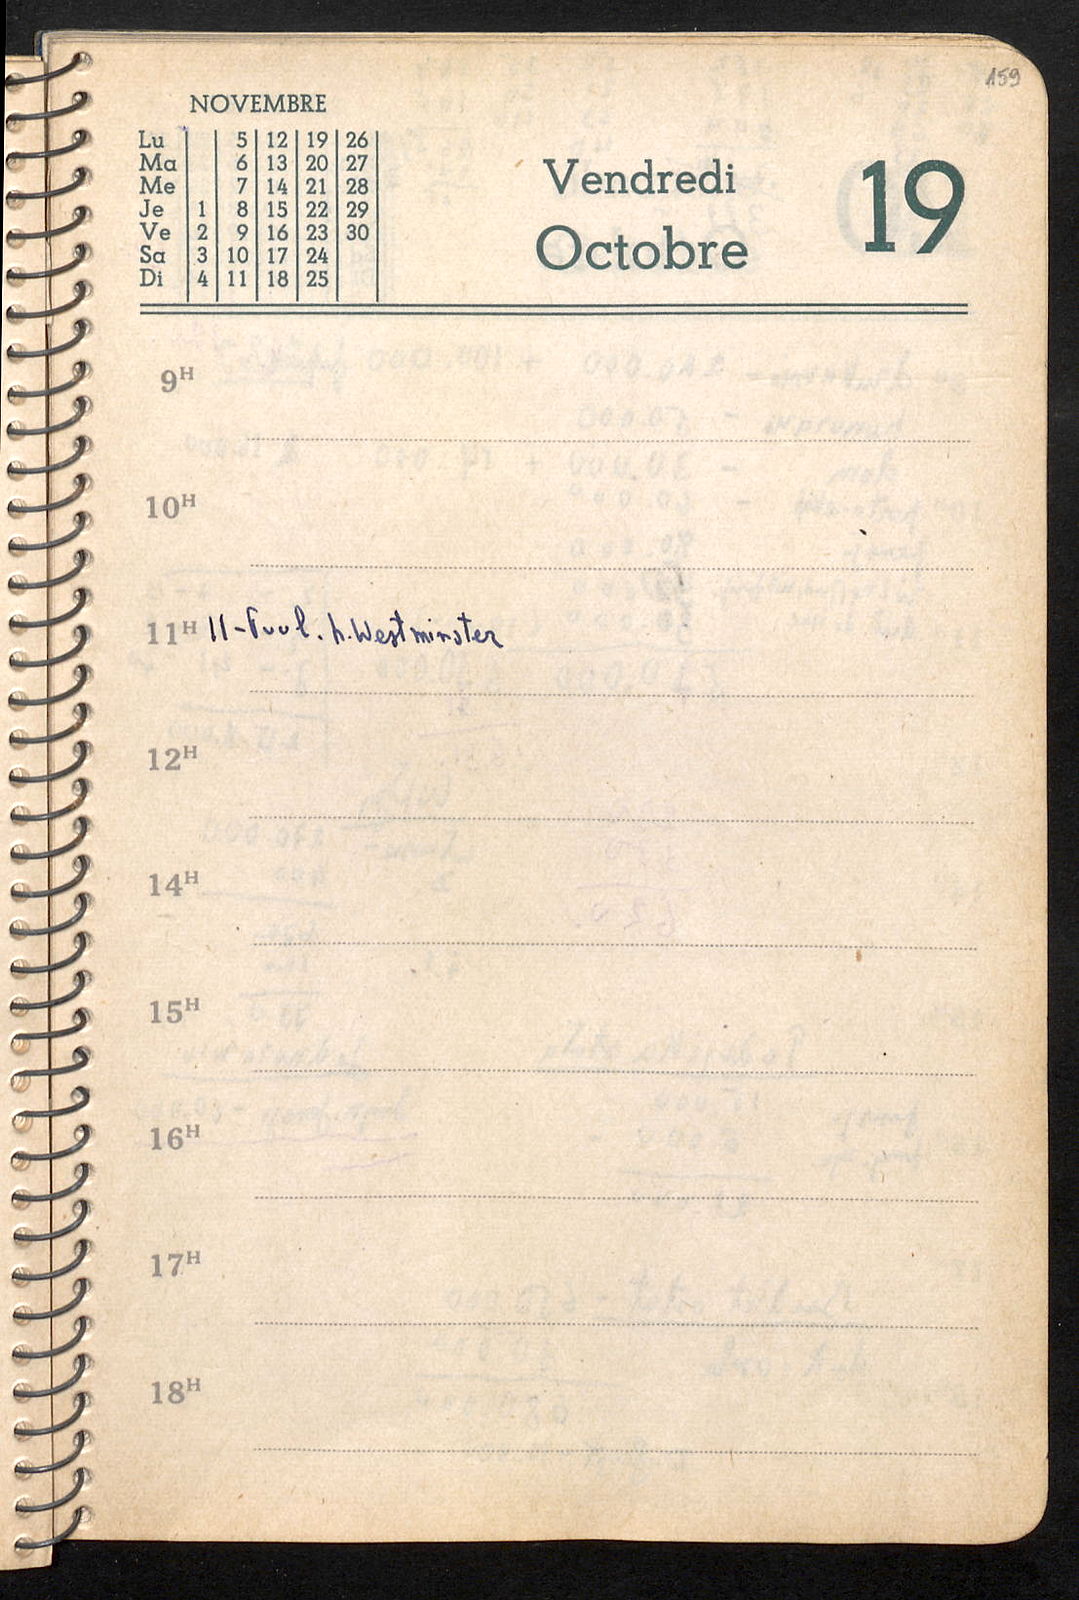 159
NOVEMBRE
Lu 5 12 19 26
Ma 6 13 20 27
Me 7 14 21 28
Je 1 8 15 22 29
Ve 2 9 16 23 30
Sa 3 10 17 24
Di 4 11 18 25
Vendredi 19
Octobre
9H
10H
11H 11 - h. Westminster
12H
14H
15H
16H
17H
18H